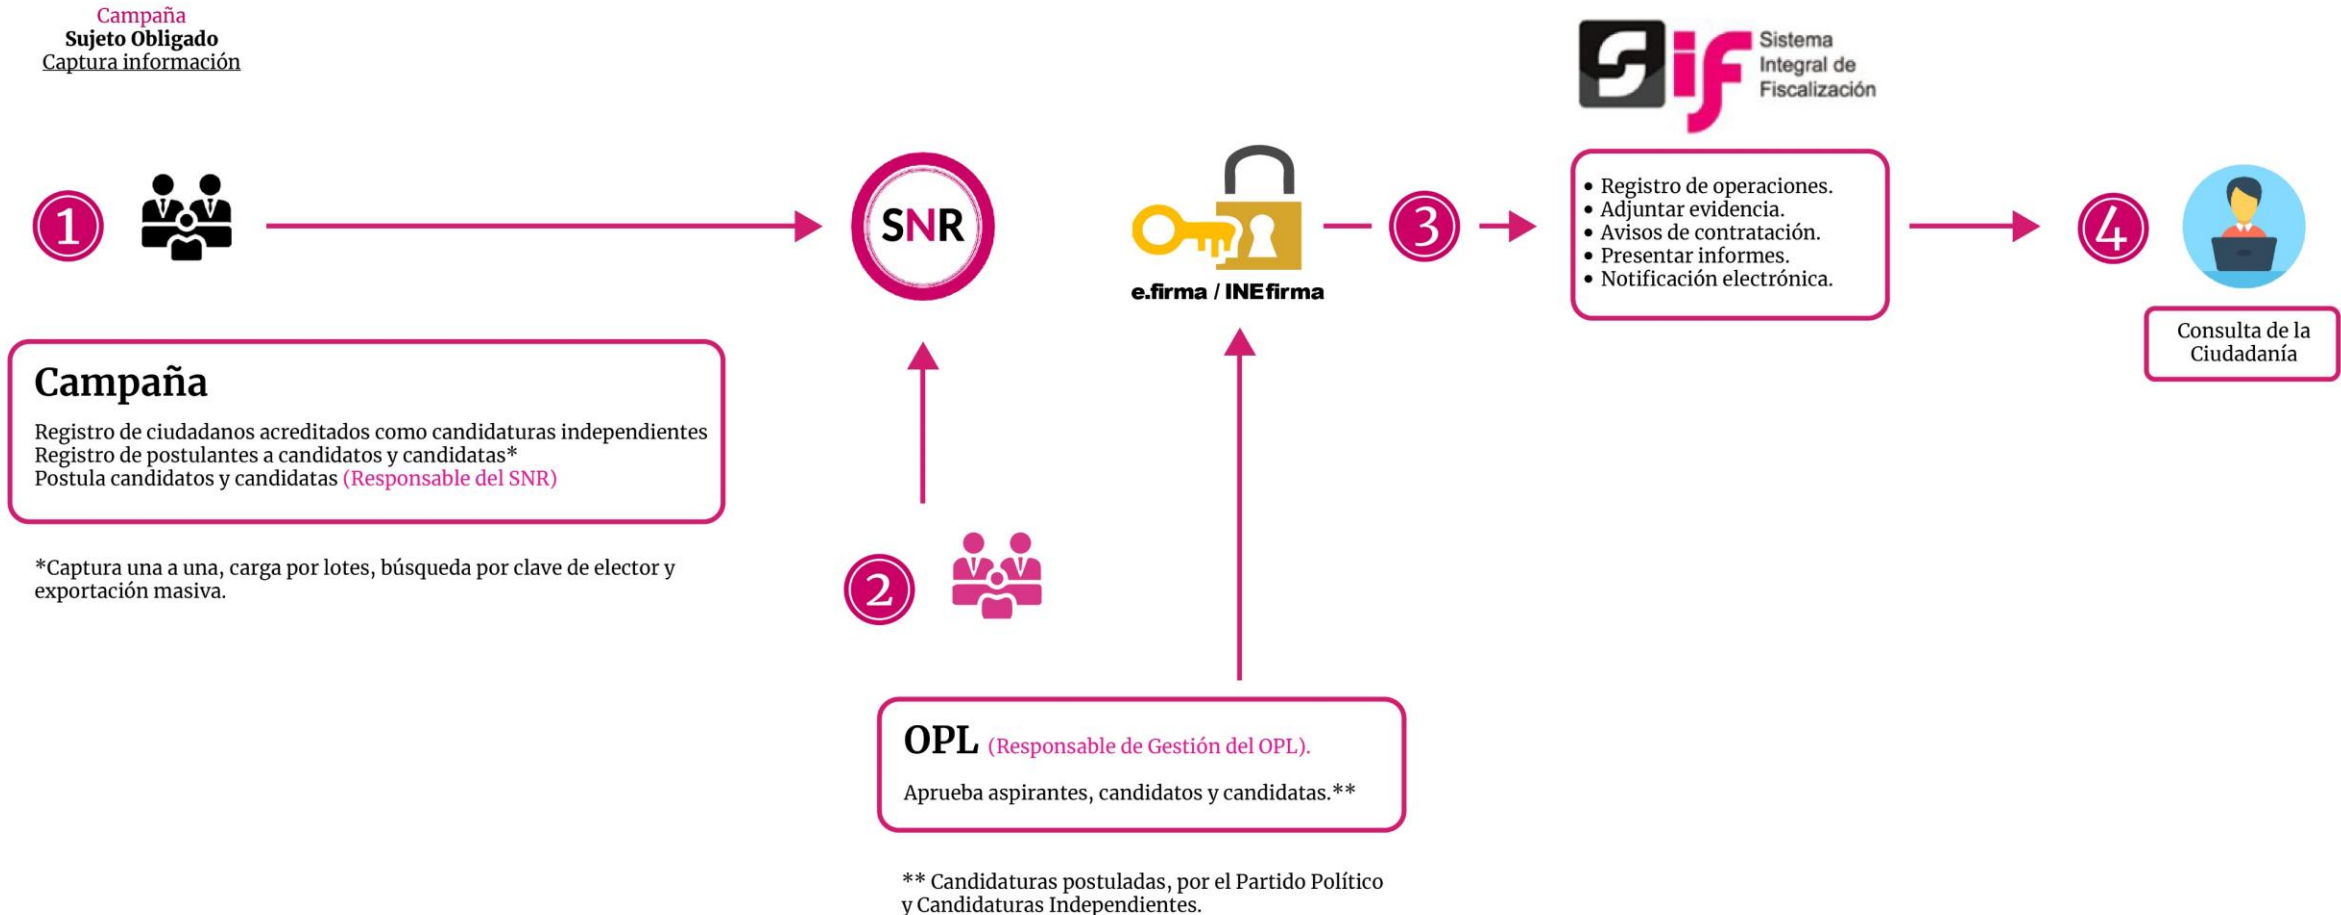 Campaña
Sujeto Obligado
Captura información
Sif
Sistema
Integral de
Fiscalización
1
SNR
e.firma / INEfirma
3
• Registro de operaciones.
• Adjuntar evidencia.
• Avisos de contratación.
• Presentar informes.
• Notificación electrónica.
4
Consulta de la
Ciudadanía
Campaña
Registro de ciudadanos acreditados como candidaturas independientes
Registro de postulantes a candidatos y candidatas*
Postula candidatos y candidatas (Responsable del SNR)
*Captura una a una, carga por lotes, búsqueda por clave de elector y
exportación masiva.
2
OPL (Responsable de Gestión del OPL).
Aprueba aspirantes, candidatos y candidatas.**
** Candidaturas postuladas, por el Partido Político
y Candidaturas Independientes.